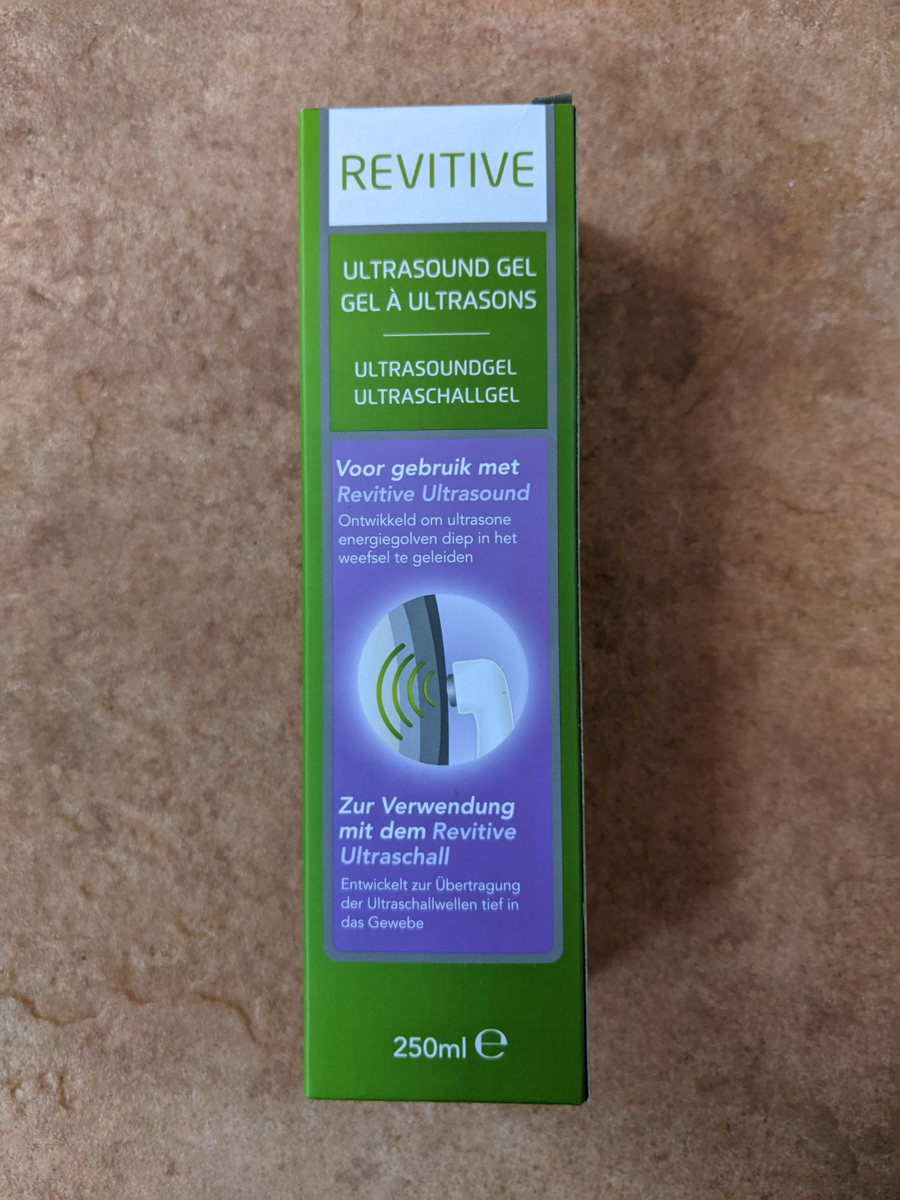 REVITIVE
ULTRASOUND GEL
GEL À ULTRASONS
ULTRASOUNDGEL
ULTRASCHALLGEL
Voor gebruik met
Revitive Ultrasound
Ontwikkeld om ultrasone
energiegolven diep in het
weefsel te geleiden
Zur Verwendung
mit dem Revitive
Ultraschall
Entwickelt zur Übertragung
der Ultraschallwellen tief in
das Gewebe
250ml ℮